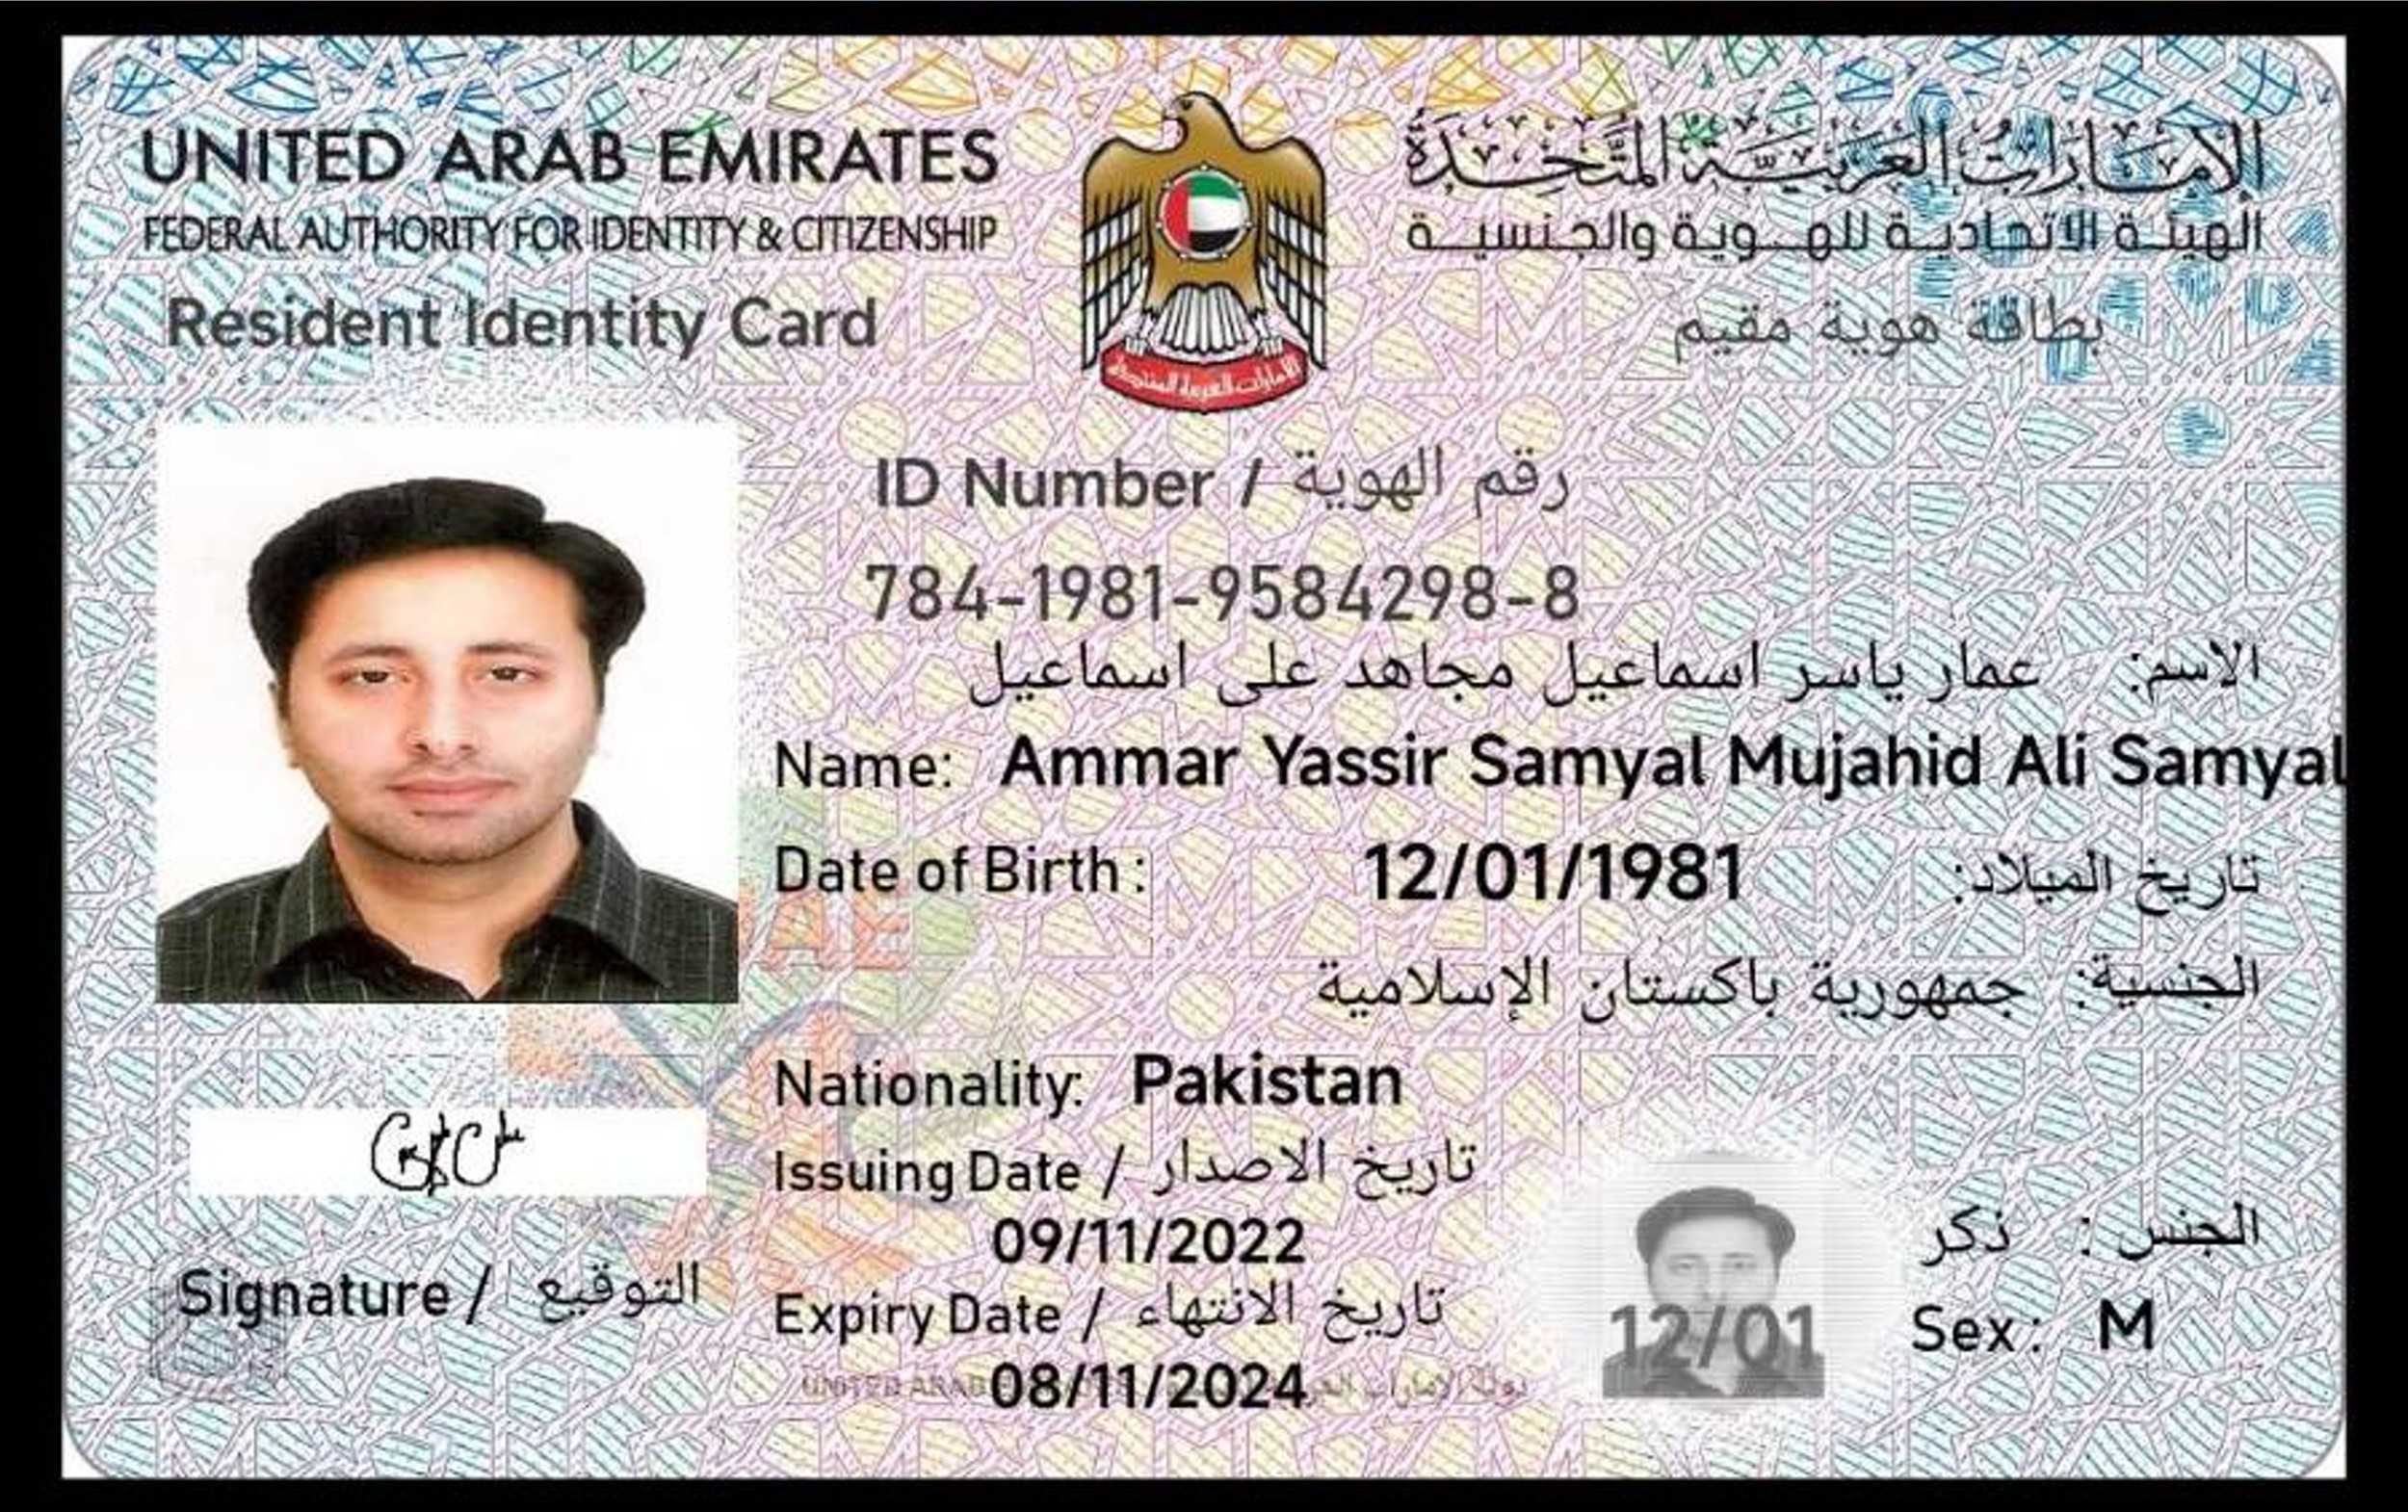 UNITED ARAB EMIRATES
الإمارات العربية المتحدة
FEDERAL AUTHORITY FOR IDENTITY & CITIZENSHIP
الهيئة الاتحادية للهوية والجنسية
Resident Identity Card
بطاقة هوية مقيم
الإمارات العربية المتحدة
ID Number / رقم الهوية
784-1981-9584298-8
الاسم: عمار ياسر اسماعيل مجاهد على اسماعيل
Name: Ammar Yassir Samyal Mujahid Ali Samyal
Date of Birth: 12/01/1981 تاريخ الميلاد:
AE
الجنسية: جمهورية باكستان الإسلامية
Nationality: Pakistan
Issuing Date / تاريخ الاصدار
09/11/2022
الجنس: ذكر
Signature / التوقيع
Expiry Date / تاريخ الانتهاء
12/01
Sex: M
UNITED ARAB
08/11/2024